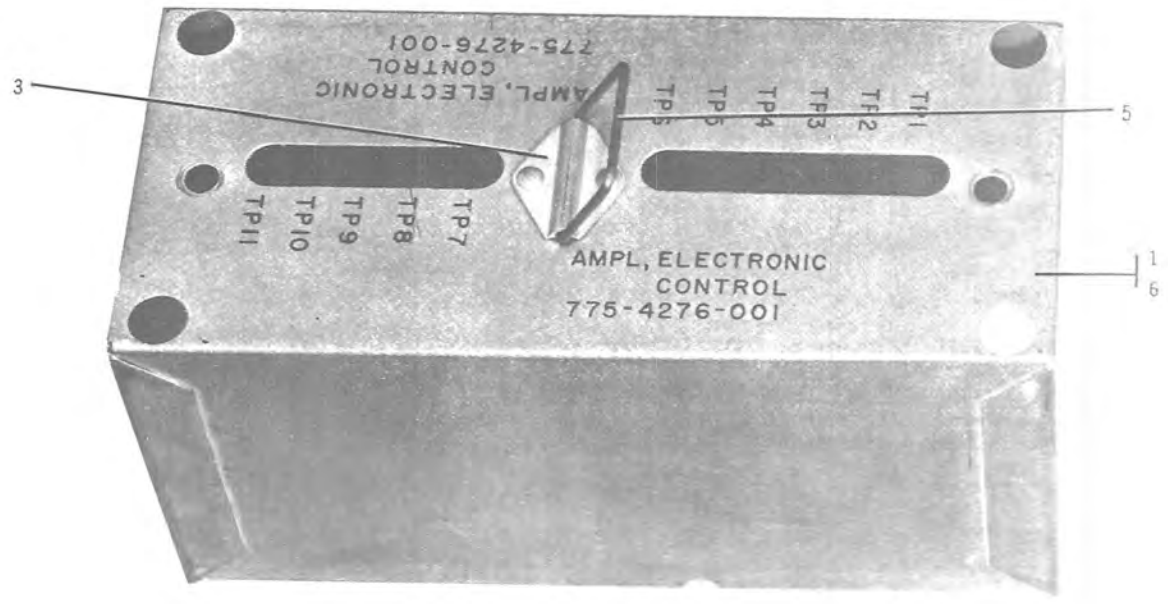 775-4276-001
CONTROL
AMPL, ELECTRONIC
3
5
TP6
TP5
TP4
TP3
TP2
TP1
TP11
TP10
TP9
TP8
TP7
AMPL, ELECTRONIC
CONTROL
775-4276-001
1
6